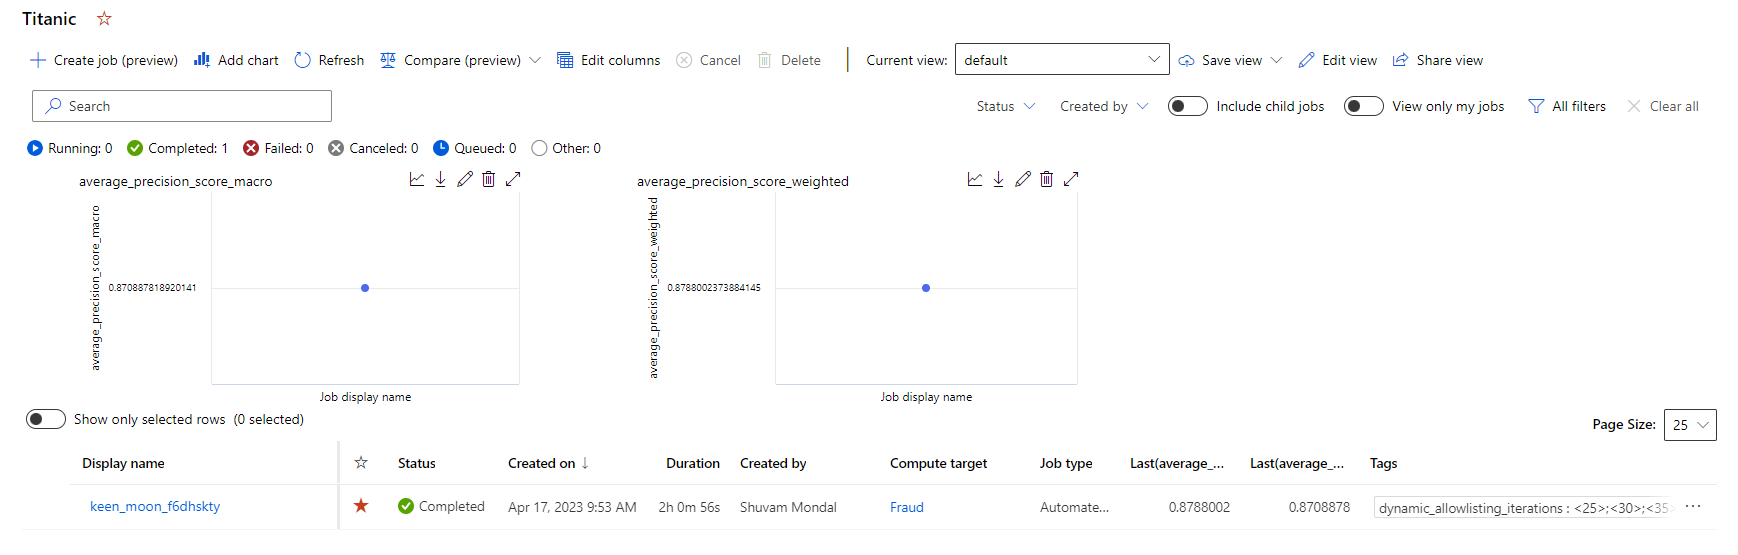 Titanic
Create job (preview) Add chart Refresh Compare (preview) Edit columns Cancel Delete Current view: default Save view Edit view Share view
Search Status Created by Include child jobs View only my jobs All filters Clear all
Running: 0 Completed: 1 Failed: 0 Canceled: 0 Queued: 0 Other: 0
average_precision_score_macro
average_precision_score_macro
0.870887818920141
Job display name
average_precision_score_weighted
average_precision_score_weighted
0.8788002373884145
Job display name
Show only selected rows (0 selected)
Page Size: 25
Display name Status Created on Duration Created by Compute target Job type Last(average_... Last(average_... Tags
keen_moon_f6dhskty Completed Apr 17, 2023 9:53 AM 2h 0m 56s Shuvam Mondal Fraud Automate... 0.8788002 0.8708878 dynamic_allowlisting_iterations : <25>;<30>;<35> ...